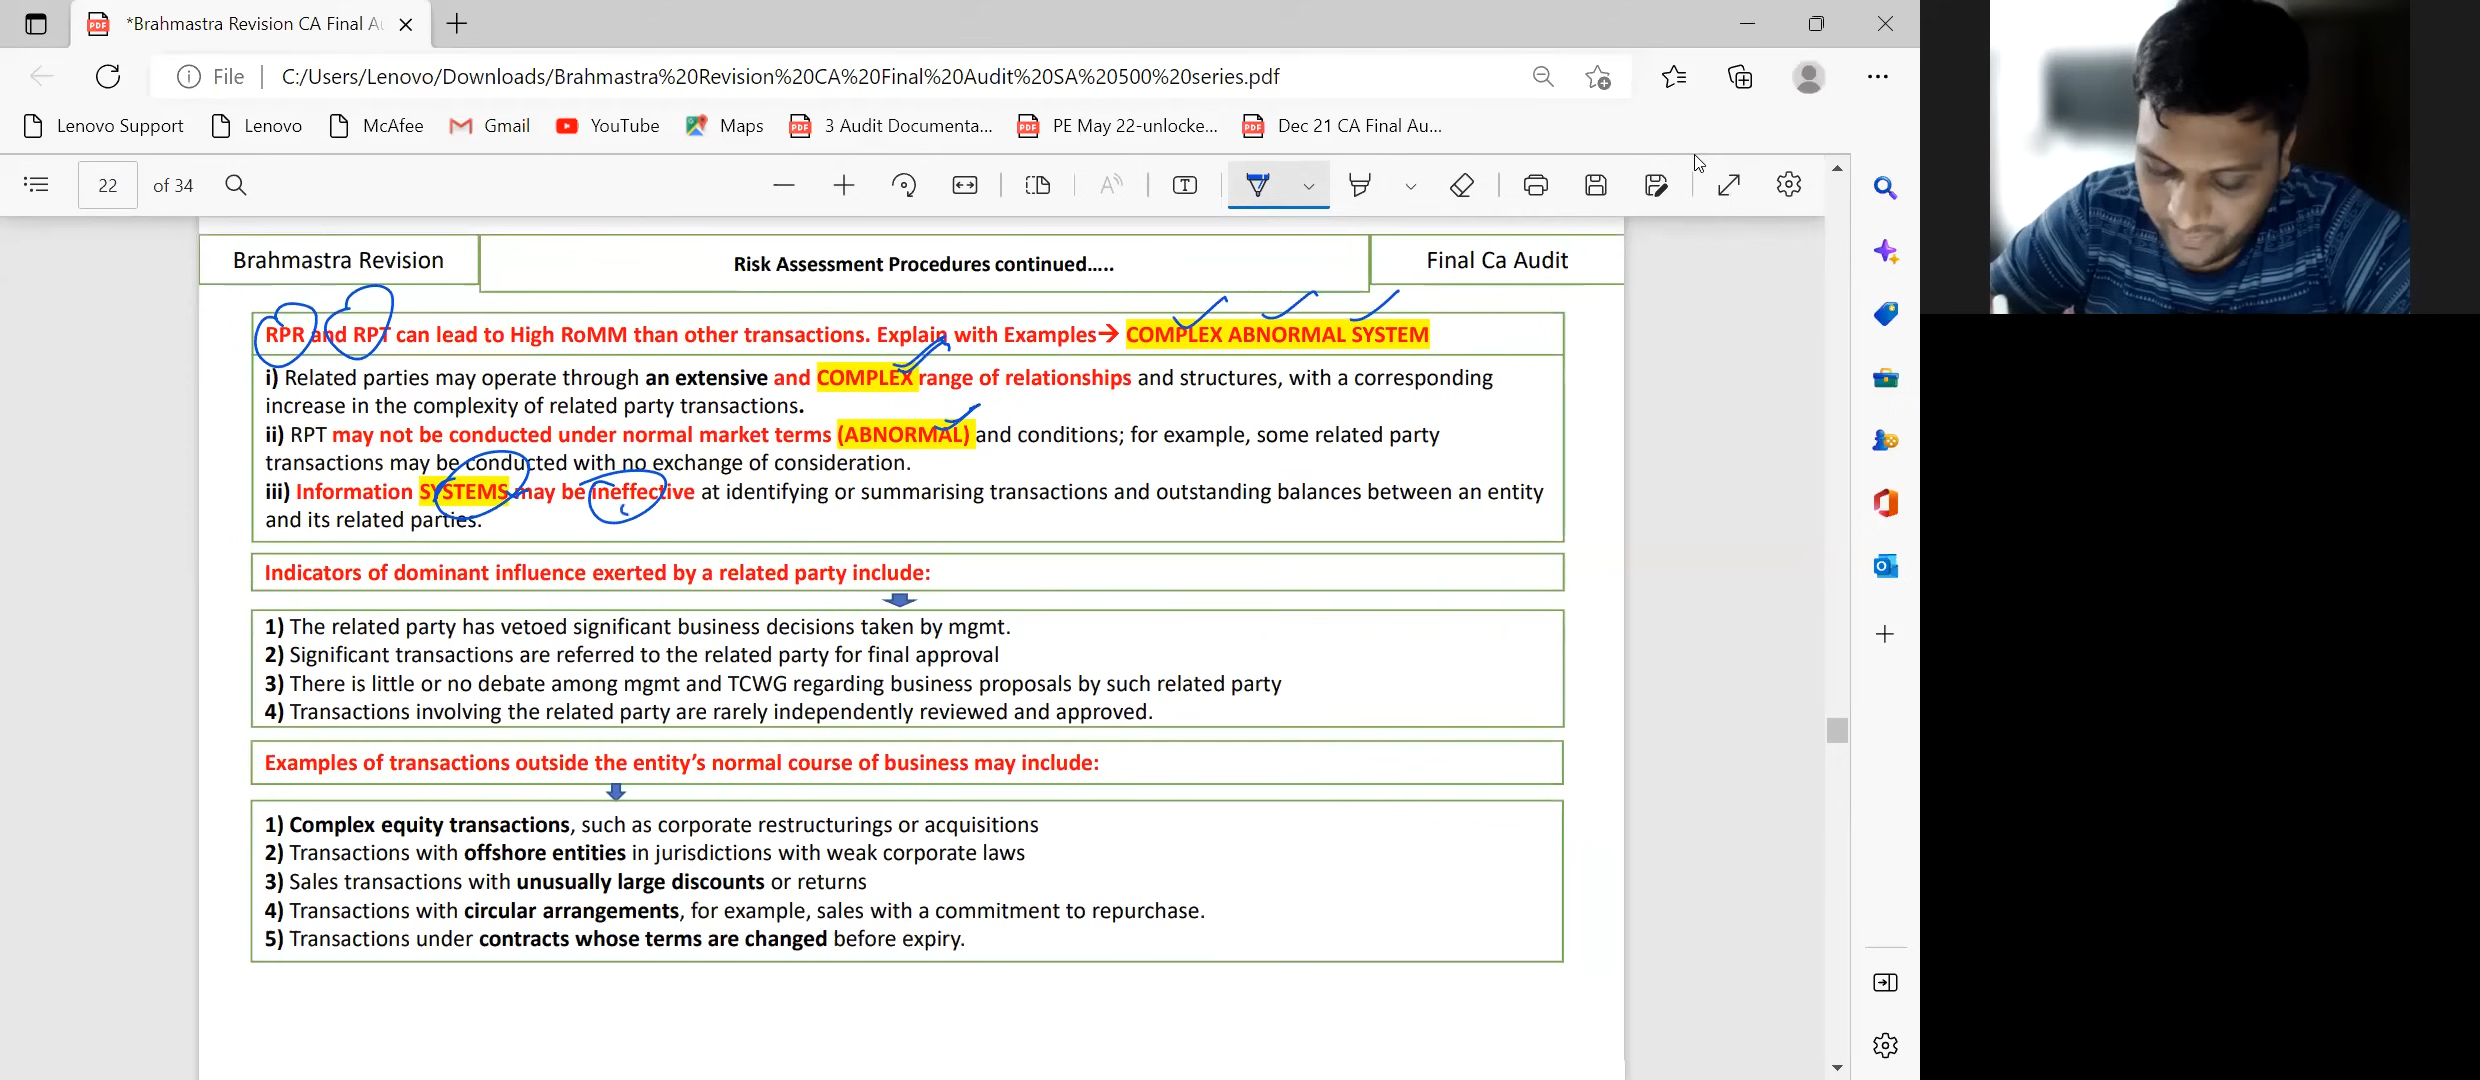 *Brahmastra Revision CA Final Au
File C:/Users/Lenovo/Downloads/Brahmastra%20Revision%20CA%20Final%20Audit%20SA%20500%20series.pdf
Lenovo Support Lenovo McAfee Gmail YouTube Maps 3 Audit Documenta... PE May 22-unlocke... Dec 21 CA Final Au...
22 of 34
Brahmastra Revision Risk Assessment Procedures continued..... Final Ca Audit
RPR and RPT can lead to High RoMM than other transactions. Explain with Examples→ COMPLEX ABNORMAL SYSTEM
i) Related parties may operate through an extensive and COMPLEX range of relationships and structures, with a corresponding
increase in the complexity of related party transactions.
ii) RPT may not be conducted under normal market terms (ABNORMAL) and conditions; for example, some related party
transactions may be conducted with no exchange of consideration.
iii) Information SYSTEMS may be ineffective at identifying or summarising transactions and outstanding balances between an entity
and its related parties.
Indicators of dominant influence exerted by a related party include:
1) The related party has vetoed significant business decisions taken by mgmt.
2) Significant transactions are referred to the related party for final approval
3) There is little or no debate among mgmt and TCWG regarding business proposals by such related party
4) Transactions involving the related party are rarely independently reviewed and approved.
Examples of transactions outside the entity's normal course of business may include:
1) Complex equity transactions, such as corporate restructurings or acquisitions
2) Transactions with offshore entities in jurisdictions with weak corporate laws
3) Sales transactions with unusually large discounts or returns
4) Transactions with circular arrangements, for example, sales with a commitment to repurchase.
5) Transactions under contracts whose terms are changed before expiry.